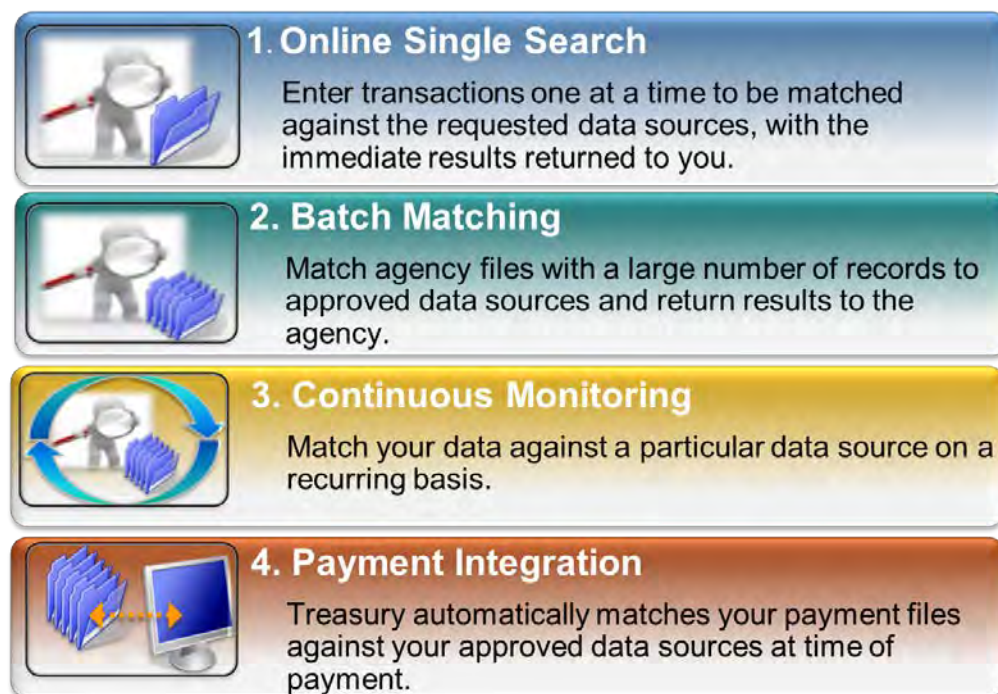 1. Online Single Search
Enter transactions one at a time to be matched
against the requested data sources, with the
immediate results returned to you.
2. Batch Matching
Match agency files with a large number of records to
approved data sources and return results to the
agency.
3. Continuous Monitoring
Match your data against a particular data source on a
recurring basis.
4. Payment Integration
Treasury automatically matches your payment files
against your approved data sources at time of
payment.